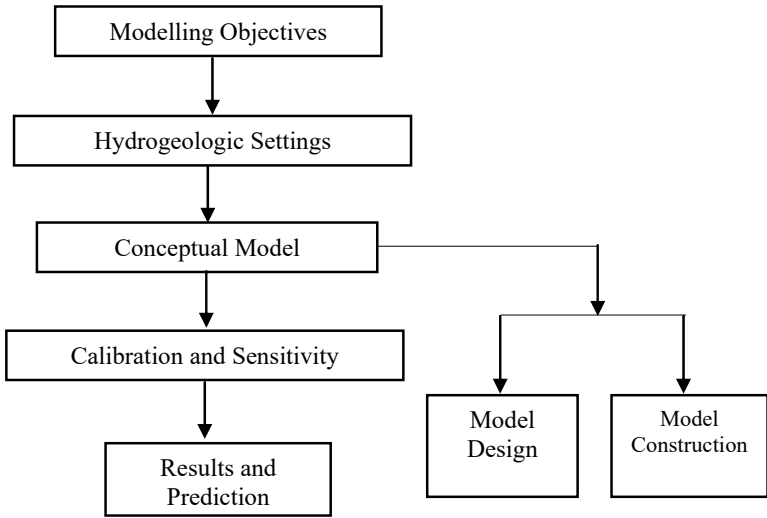 Modelling Objectives
Hydrogeologic Settings
Conceptual Model
Calibration and Sensitivity
Results and
Prediction
Model
Design
Model
Construction